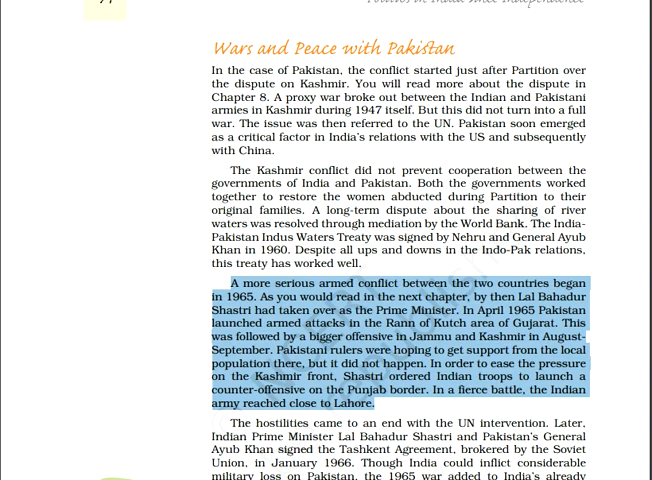 Wars and Peace with Pakistan
In the case of Pakistan, the conflict started just after Partition over
the dispute on Kashmir. You will read more about the dispute in
Chapter 8. A proxy war broke out between the Indian and Pakistani
armies in Kashmir during 1947 itself. But this did not turn into a full
war. The issue was then referred to the UN. Pakistan soon emerged
as a critical factor in India's relations with the US and subsequently
with China.
The Kashmir conflict did not prevent cooperation between the
governments of India and Pakistan. Both the governments worked
together to restore the women abducted during Partition to their
original families. A long-term dispute about the sharing of river
waters was resolved through mediation by the World Bank. The India-
Pakistan Indus Waters Treaty was signed by Nehru and General Ayub
Khan in 1960. Despite all ups and downs in the Indo-Pak relations,
this treaty has worked well.
A more serious armed conflict between the two countries began
in 1965. As you would read in the next chapter, by then Lal Bahadur
Shastri had taken over as the Prime Minister. In April 1965 Pakistan
launched armed attacks in the Rann of Kutch area of Gujarat. This
was followed by a bigger offensive in Jammu and Kashmir in August-
September. Pakistani rulers were hoping to get support from the local
population there, but it did not happen. In order to ease the pressure
on the Kashmir front, Shastri ordered Indian troops to launch a
counter-offensive on the Punjab border. In a fierce battle, the Indian
army reached close to Lahore.
The hostilities came to an end with the UN intervention. Later,
Indian Prime Minister Lal Bahadur Shastri and Pakistan's General
Ayub Khan signed the Tashkent Agreement, brokered by the Soviet
Union, in January 1966. Though India could inflict considerable
military loss on Pakistan, the 1965 war added to India's already